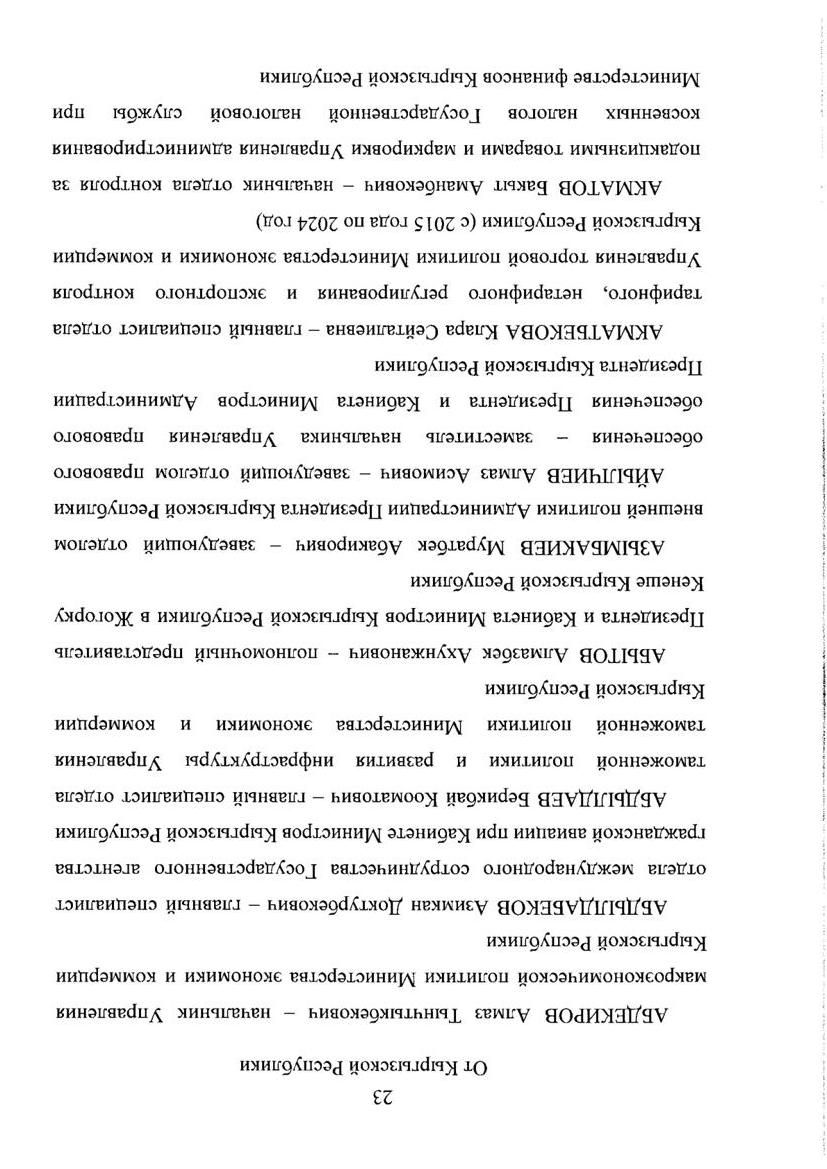 23
От Кыргызской Республики
АБДЕКИРОВ Алмаз Тынчтыкбекович – начальник Управления
макроэкономической политики Министерства экономики и коммерции
Кыргызской Республики
АБДЫЛДАБЕКОВ Азимкан Доктурбекович – главный специалист
отдела международного сотрудничества Государственного агентства
гражданской авиации при Кабинете Министров Кыргызской Республики
АБДЫЛДАЕВ Берикбай Кооматович – главный специалист отдела
таможенной политики и развития инфраструктуры Управления
таможенной политики Министерства экономики и коммерции
Кыргызской Республики
АБЫТОВ Алмазбек Ахунжанович – полномочный представитель
Президента и Кабинета Министров Кыргызской Республики в Жогорку
Кенеше Кыргызской Республики
АЗЫМБАКИЕВ Муратбек Абакирович – заведующий отделом
внешней политики Администрации Президента Кыргызской Республики
АЙЫЛЧИЕВ Алмаз Асимович – заведующий отделом правового
обеспечения – заместитель начальника Управления правового
обеспечения Президента и Кабинета Министров Администрации
Президента Кыргызской Республики
АКМАТБЕКОВА Клара Сейталиевна – главный специалист отдела
тарифного, нетарифного регулирования и экспортного контроля
Управления торговой политики Министерства экономики и коммерции
Кыргызской Республики (с 2015 года по 2024 год)
АКМАТОВ Бакыт Аманбекович – начальник отдела контроля за
подакцизными товарами и маркировки Управления администрирования
косвенных налогов Государственной налоговой службы при
Министерстве финансов Кыргызской Республики